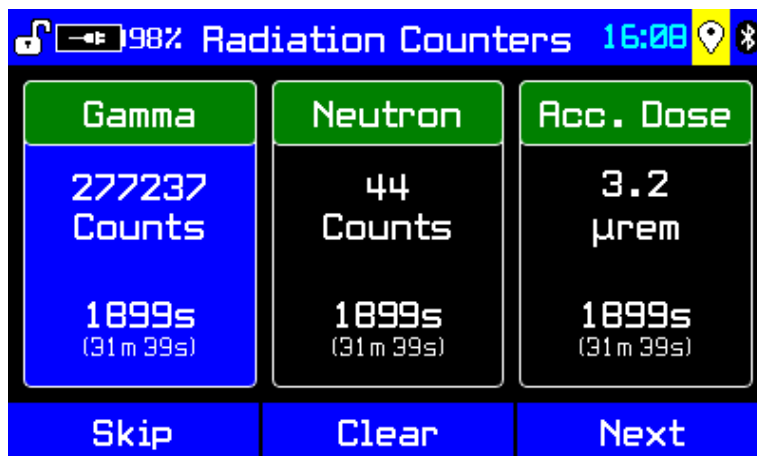 98% Radiation Counters 16:08
Gamma
277237
Counts
1899s
(31m 39s)
Neutron
44
Counts
1899s
(31m 39s)
Acc. Dose
3.2
µrem
1899s
(31m 39s)
Skip Clear Next